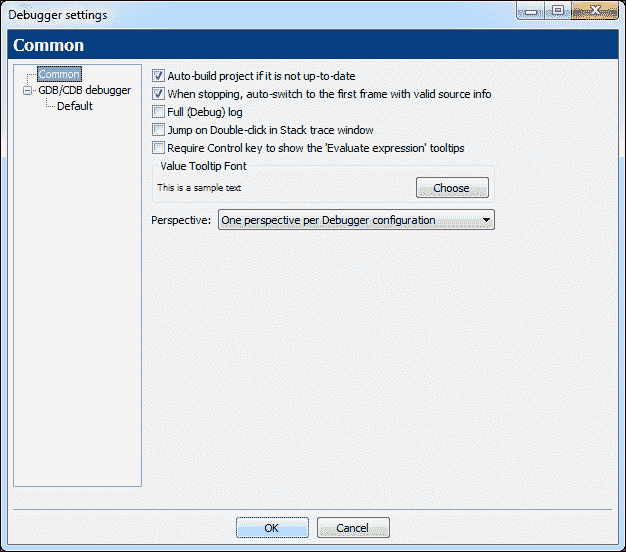 Debugger settings
Common
Common
GDB/CDB debugger
Default
Auto-build project if it is not up-to-date
When stopping, auto-switch to the first frame with valid source info
Full (Debug) log
Jump on Double-click in Stack trace window
Require Control key to show the 'Evaluate expression' tooltips
Value Tooltip Font
This is a sample text
Choose
Perspective: One perspective per Debugger configuration
OK Cancel